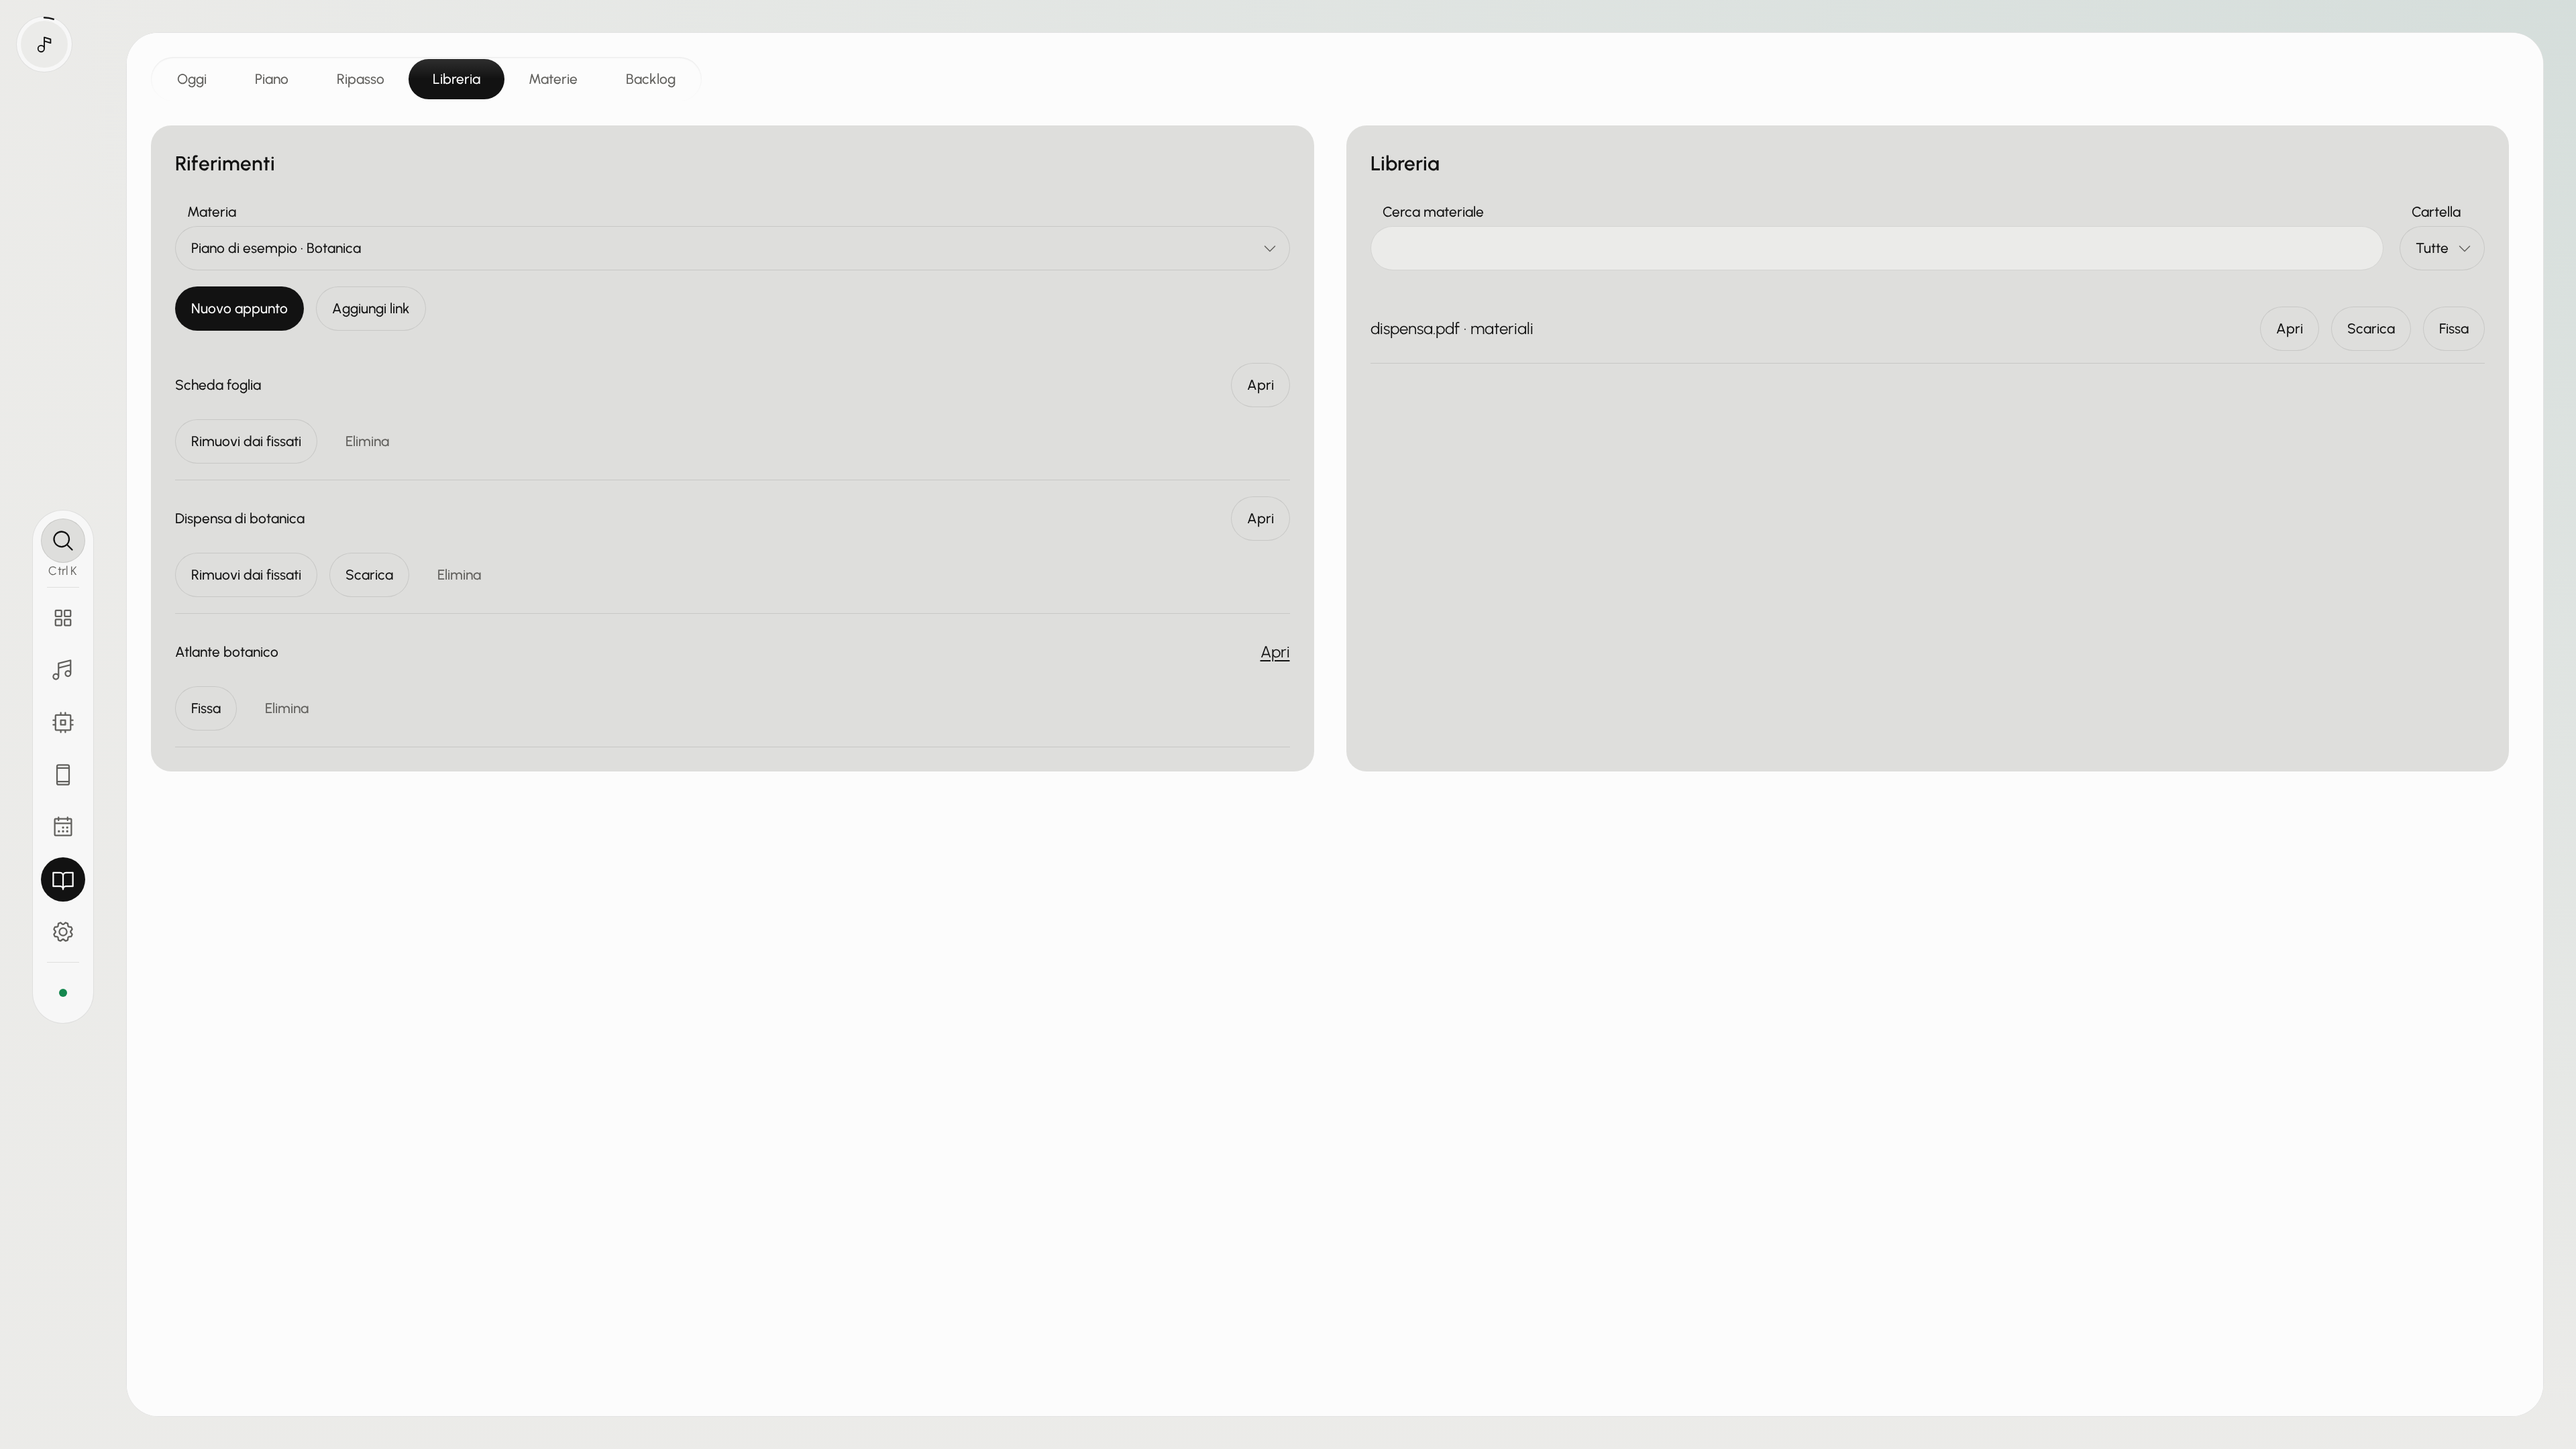 Oggi Piano Ripasso Libreria Materie Backlog
Riferimenti
Materia
Piano di esempio · Botanica
Nuovo appunto Aggiungi link
Scheda foglia Apri
Rimuovi dai fissati Elimina
Dispensa di botanica Apri
Rimuovi dai fissati Scarica Elimina
Atlante botanico Apri
Fissa Elimina
Libreria
Cerca materiale Cartella
Tutte
dispensa.pdf · materiali Apri Scarica Fissa
Ctrl K